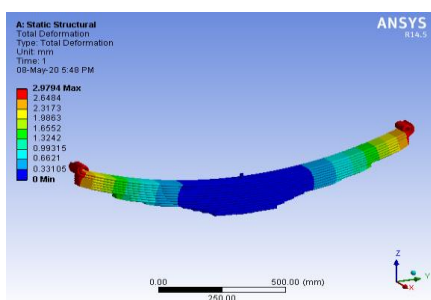 A: Static Structural
Total Deformation
Type: Total Deformation
Unit: mm
Time: 1
08-May-20 5:48 PM
ANSYS
R14.5
2.9794 Max
2.6484
2.3173
1.9863
1.6552
1.3242
0.99315
0.6621
0.33105
0 Min
0.00
500.00 (mm)
250.00
Z
Y
X